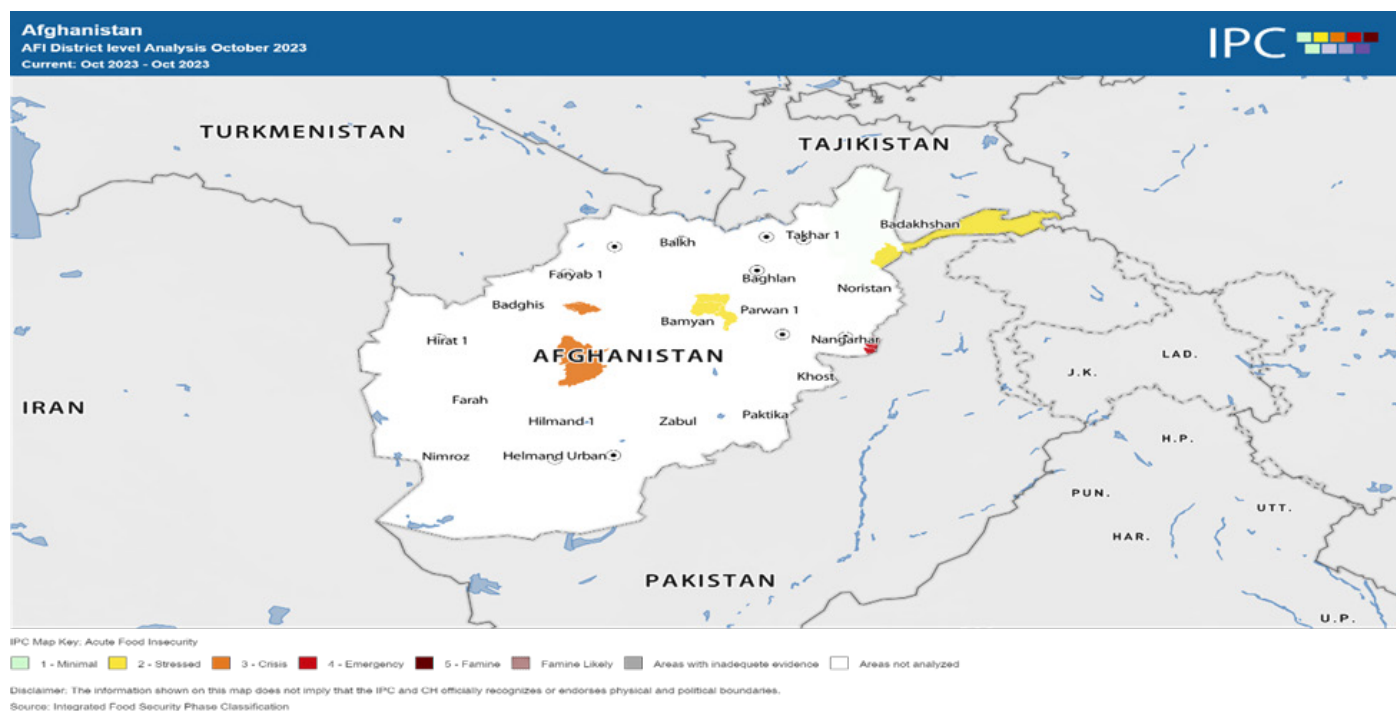 Afghanistan
AFI District level Analysis October 2023
Current: Oct 2023 - Oct 2023
IPC
TURKMENISTAN
TAJIKISTAN
Badakhshan
Takhar 1
Balkh
Faryab 1
Baghlan
Noristan
Badghis
Parwan 1
Bamyan
Hirat 1
Nangarhar
AFGHANISTAN
LAD.
J.K.
Khost
Farah
IRAN
Hilmand 1
Zabul
Paktika
H.P.
Nimroz
Helmand Urban
PUN.
UTT.
HAR.
PAKISTAN
U.P.
IPC Map Key: Acute Food Insecurity
1 - Minimal 2 - Stressed 3 - Crisis 4 - Emergency 5 - Famine Famine Likely Areas with inadequete evidence Areas not analyzed
Disclaimer: The information shown on this map does not imply that the IPC and CH officially recognizes or endorses physical and political boundaries.
Source: Integrated Food Security Phase Classification